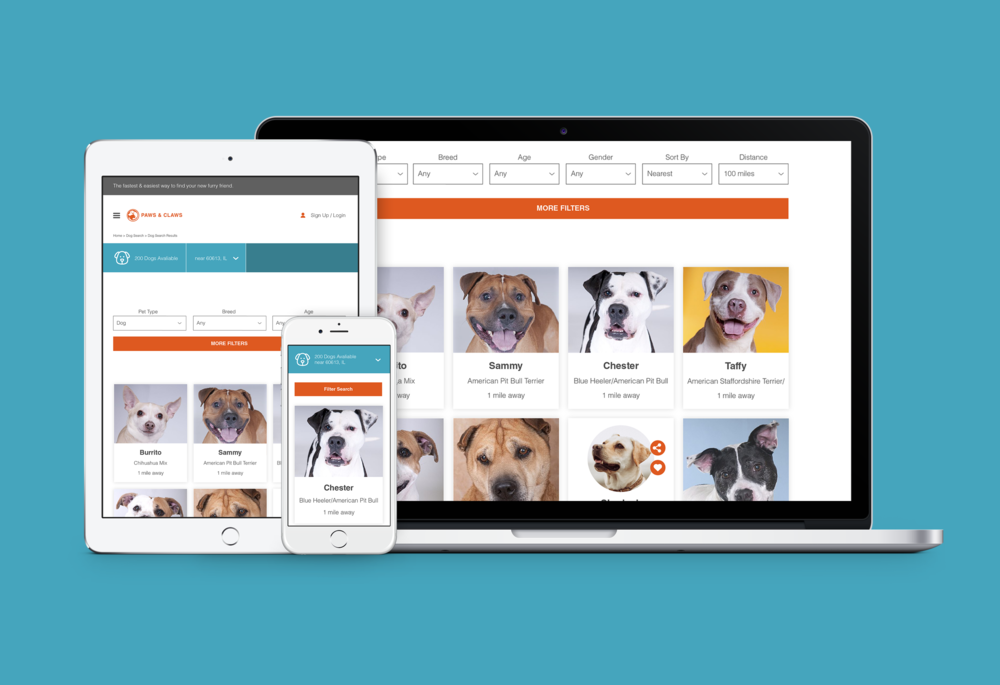 The fastest & easiest way to find your new furry friend.
PAWS & CLAWS
Sign Up / Login
Home > Dog Search > Dog Search Results
200 Dogs Available
near 60613, IL
Pet Type
Breed
Age
Dog
Any
MORE FILTERS
Burrito
Chihuahua Mix
1 mile away
Sammy
American Pit Bull Terrier
1 mile away
200 Dogs Available
near 60613, IL
Filter Search
Chester
Blue Heeler/American Pit Bull
1 mile away
Breed
Age
Gender
Sort By
Distance
Any
Any
Any
Nearest
100 miles
MORE FILTERS
Sammy
American Pit Bull Terrier
1 mile away
Chester
Blue Heeler/American Pit Bull
1 mile away
Taffy
American Staffordshire Terrier/
1 mile away